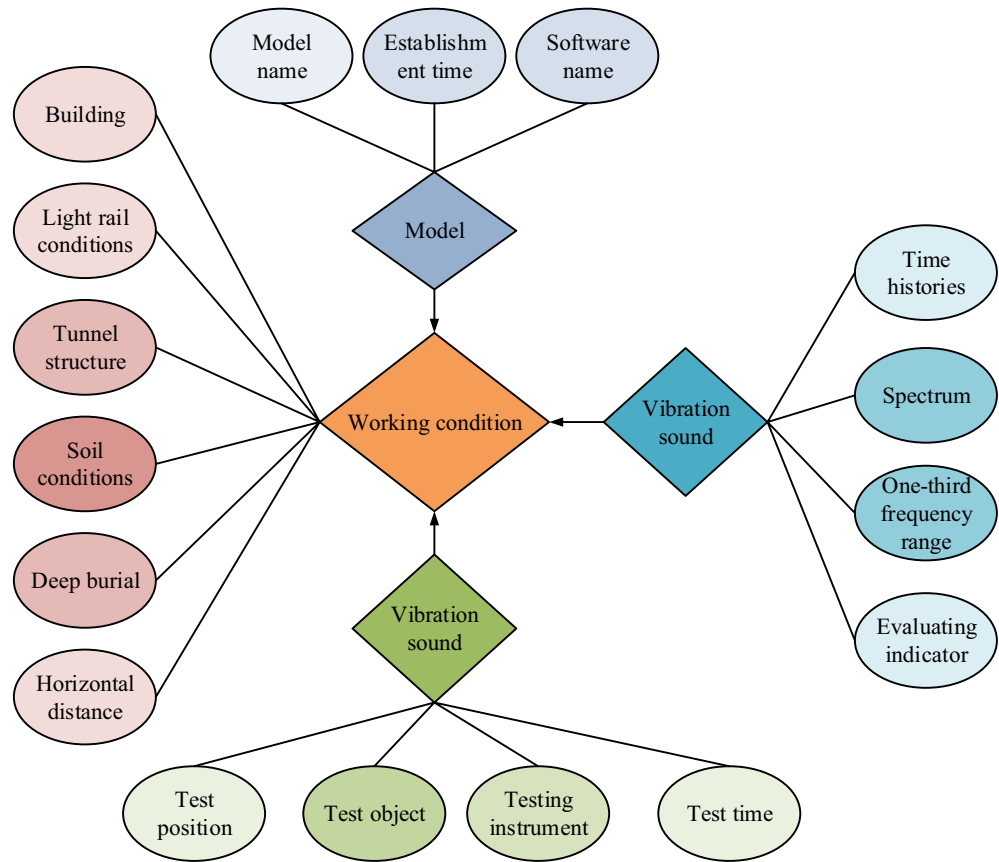 Model
name
Establishm
ent time
Software
name
Building
Light rail
conditions
Tunnel
structure
Soil
conditions
Deep burial
Horizontal
distance
Model
Working condition
Vibration
sound
Time
histories
Spectrum
One-third
frequency
range
Evaluating
indicator
Vibration
sound
Test
position
Test object
Testing
instrument
Test time